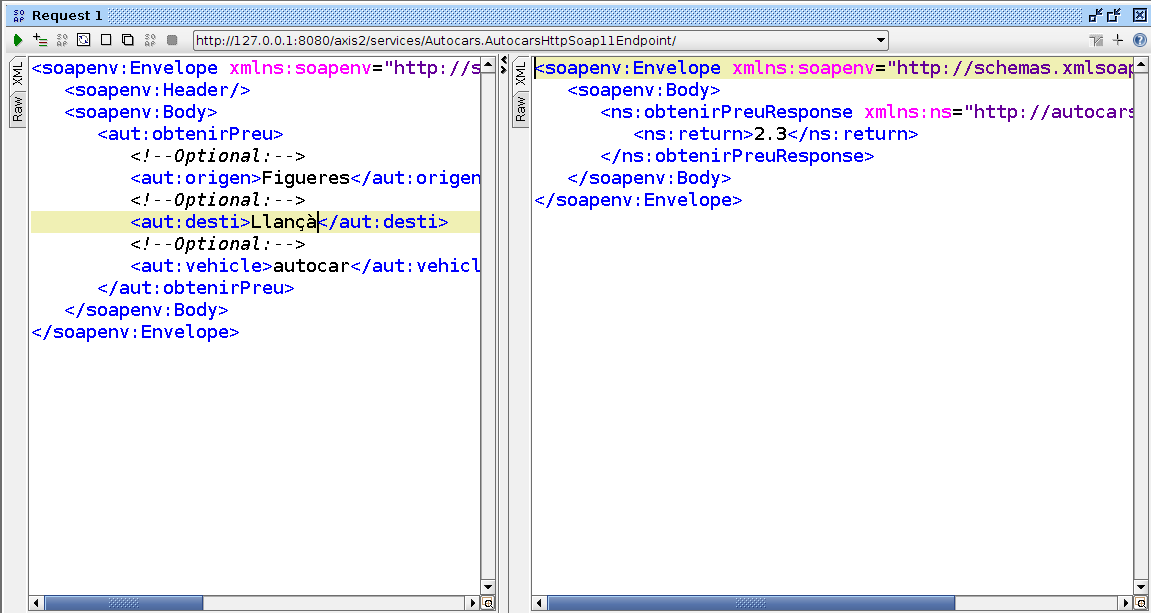 Request 1
http://127.0.0.1:8080/axis2/services/Autocars.AutocarsHttpSoap11Endpoint/
XML
Raw
<soapenv:Envelope xmlns:soapenv="http://s
<soapenv:Header/>
<soapenv:Body>
<aut:obtenirPreu>
<!--Optional:-->
<aut:origen>Figueres</aut:origen
<!--Optional:-->
<aut:desti>Llançà</aut:desti>
<!--Optional:-->
<aut:vehicle>autocar</aut:vehicl
</aut:obtenirPreu>
</soapenv:Body>
</soapenv:Envelope>
XML
Raw
<soapenv:Envelope xmlns:soapenv="http://schemas.xmlsoap
<soapenv:Body>
<ns:obtenirPreuResponse xmlns:ns="http://autocars
<ns:return>2.3</ns:return>
</ns:obtenirPreuResponse>
</soapenv:Body>
</soapenv:Envelope>